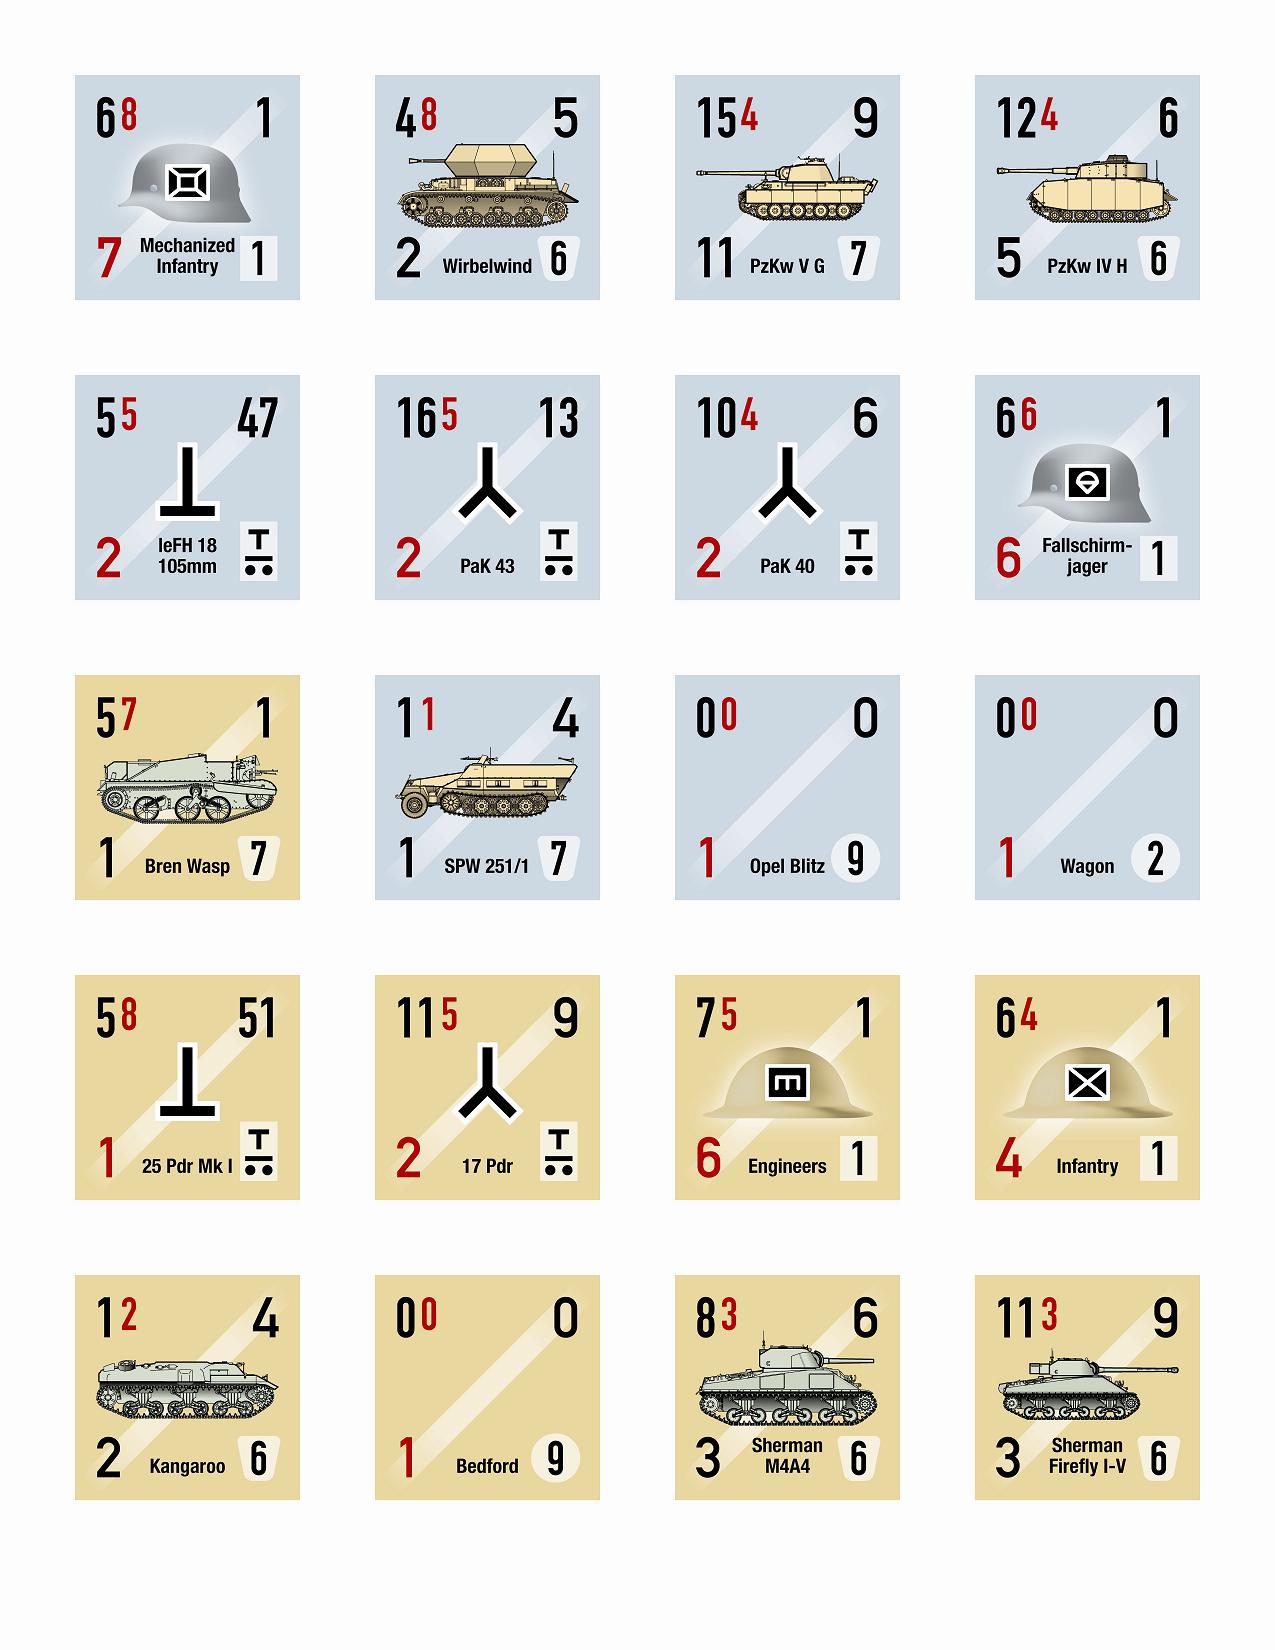 68 1
Mechanized
7 Infantry 1
48 5
2 Wirbelwind 6
154 9
11 PzKw V G 7
124 6
5 PzKw IV H 6
55 47
leFH 18
2 105mm T
165 13
2 PaK 43 T
104 6
2 PaK 40 T
66 1
Fallschirm-
6 jager 1
57 1
1 Bren Wasp 7
11 4
1 SPW 251/1 7
00 0
1 Opel Blitz 9
00 0
1 Wagon 2
58 51
1 25 Pdr Mk I T
115 9
2 17 Pdr T
75 1
E
6 Engineers 1
64 1
4 Infantry 1
12 4
2 Kangaroo 6
00 0
1 Bedford 9
83 6
Sherman
3 M4A4 6
113 9
Sherman
3 Firefly I-V 6